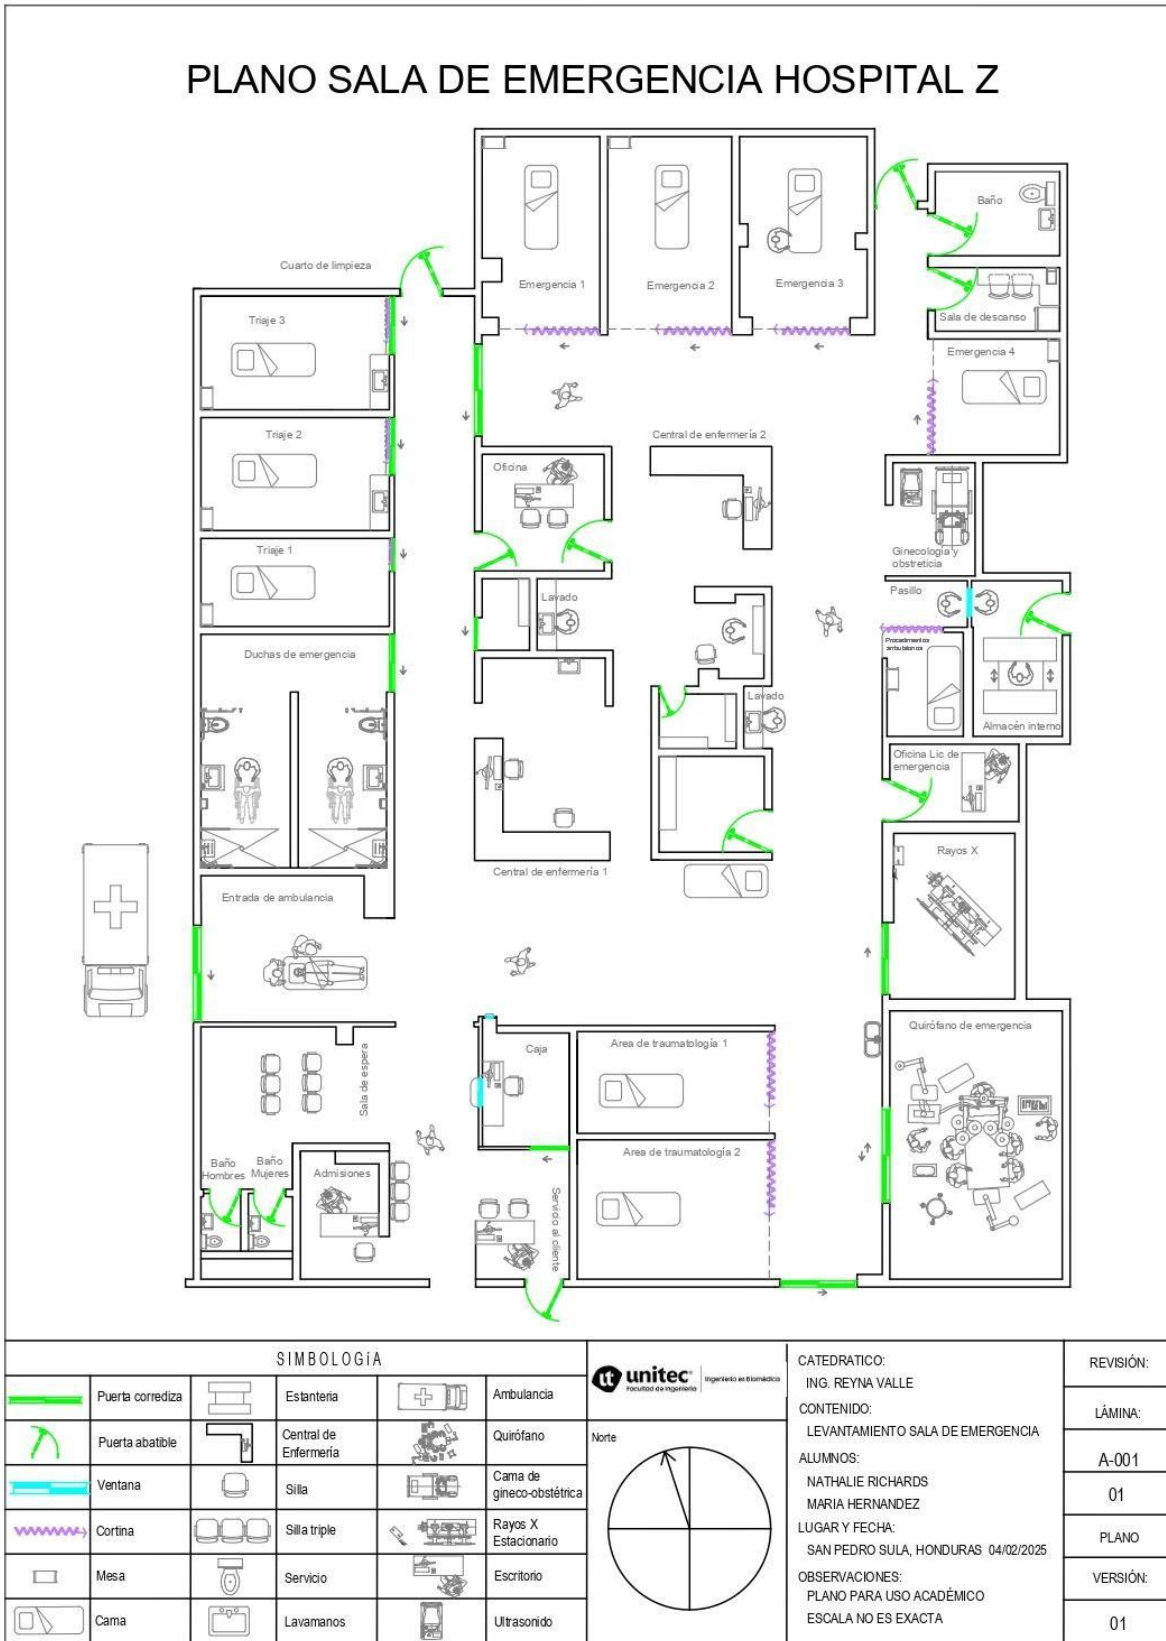 PLANO SALA DE EMERGENCIA HOSPITAL Z
Baño
Cuarto de limpieza
Emergencia 1
Emergencia 2
Emergencia 3
Sala de descanso
Triaje 3
Emergencia 4
Triaje 2
Central de enfermería 2
Oficina
Triaje 1
Ginecología y
obstreticia
Pasillo
Lavado
Procedimientos
ambulatorios
Duchas de emergencia
Lavado
Almacén interno
Oficina Lic de
emergencia
Rayos X
Central de enfermería 1
Entrada de ambulancia
Quirófano de emergencia
Caja
Area de traumatología 1
Sala de espera
Area de traumatología 2
Baño
Hombres
Baño
Mujeres
Admisiones
Servicio al cliente
SIMBOLOGíA
Puerta corrediza
Estanteria
Ambulancia
Puerta abatible
Central de
Enfermería
Quirófano
Ventana
Silla
Cama de
gineco-obstétrica
Cortina
Silla triple
Rayos X
Estacionario
Mesa
Servicio
Escritorio
Cama
Lavamanos
Ultrasonido
unitec
Facultad de Ingeniería
Ingeniería en Biomédica
Norte
CATEDRATICO:
ING. REYNA VALLE
CONTENIDO:
LEVANTAMIENTO SALA DE EMERGENCIA
ALUMNOS:
NATHALIE RICHARDS
MARIA HERNANDEZ
LUGAR Y FECHA:
SAN PEDRO SULA, HONDURAS 04/02/2025
OBSERVACIONES:
PLANO PARA USO ACADÉMICO
ESCALA NO ES EXACTA
REVISIÓN:
LÁMINA:
A-001
01
PLANO
VERSIÓN:
01